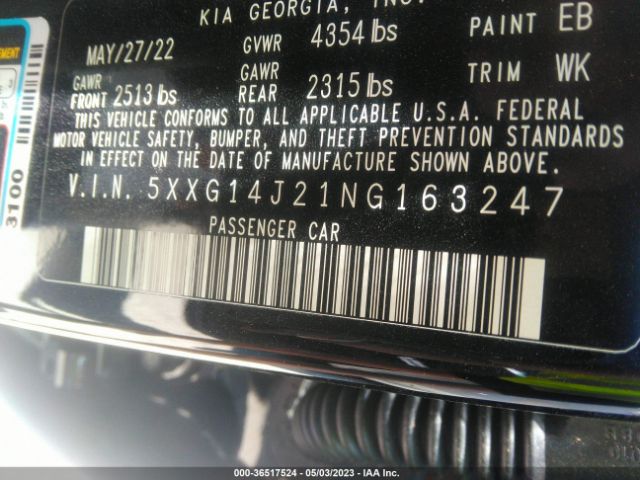 KIA GEORGIA, INC.
MAY/27/22 GVWR 4354 lbs PAINT EB
GAWR FRONT 2513 lbs GAWR REAR 2315 lbs TRIM WK
THIS VEHICLE CONFORMS TO ALL APPLICABLE U.S.A. FEDERAL
MOTOR VEHICLE SAFETY, BUMPER, AND THEFT PREVENTION STANDARDS
IN EFFECT ON THE DATE OF MANUFACTURE SHOWN ABOVE.
V.I.N. 5XXG14J21NG163247
PASSENGER CAR
3100
000-36517524 - 05/03/2023 - IAA Inc.